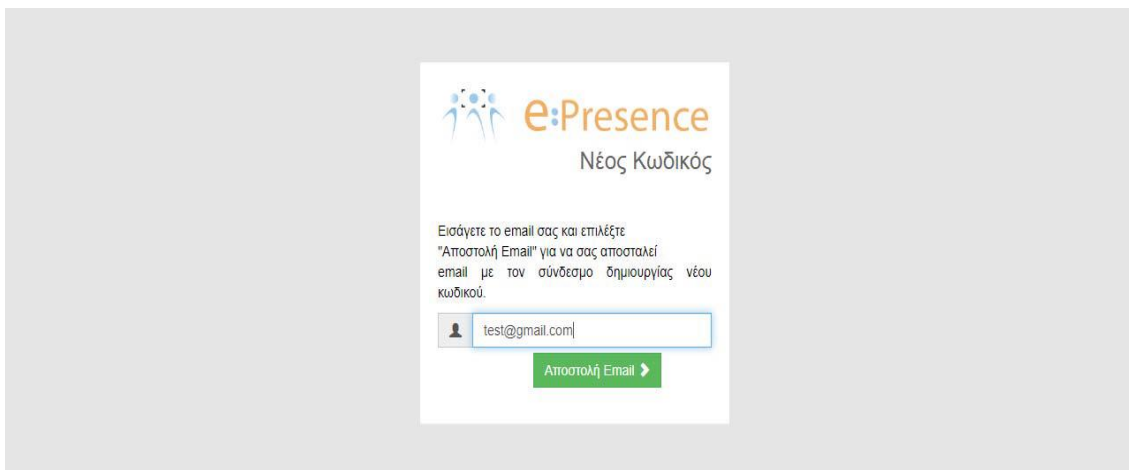 e:Presence
Νέος Κωδικός
Εισάγετε το email σας και επιλέξτε
"Αποστολή Email" για να σας αποσταλεί
email με τον σύνδεσμο δημιουργίας νέου
κωδικού.
test@gmail.com
Αποστολή Email